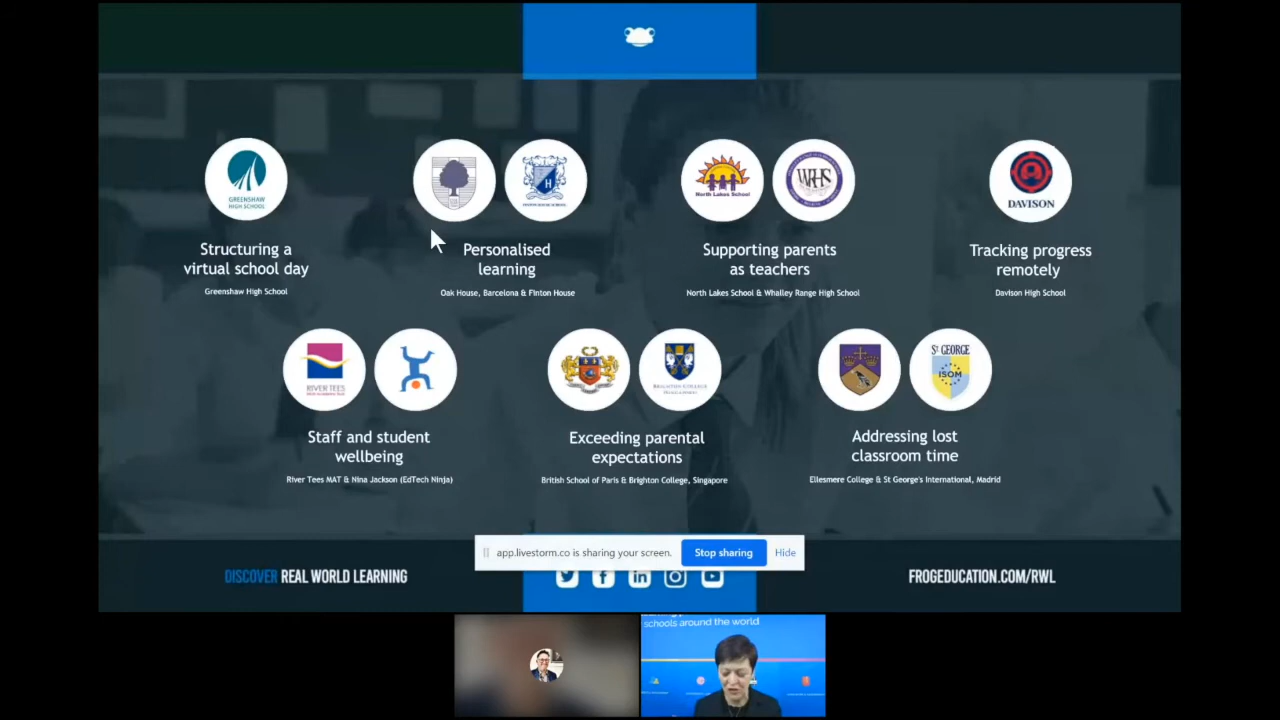 GREENSHAW
HIGH SCHOOL
H
North Lakes School
WRHS
DAVISON
Structuring a
virtual school day
Greenshaw High School
Personalised
learning
Oak House, Barcelona & Finton House
Supporting parents
as teachers
North Lakes School & Whalley Range High School
Tracking progress
remotely
Davison High School
RIVER TEES
BRIGHTON COLLEGE
ST GEORGE
ISOM
Staff and student
wellbeing
River Tees MAT & Nina Jackson (EdTech Ninja)
Exceeding parental
expectations
British School of Paris & Brighton College, Singapore
Addressing lost
classroom time
Ellesmere College & St George's International, Madrid
app.livestorm.co is sharing your screen.
Stop sharing
Hide
DISCOVER REAL WORLD LEARNING
FROGEDUCATION.COM/RWL
schools around the world